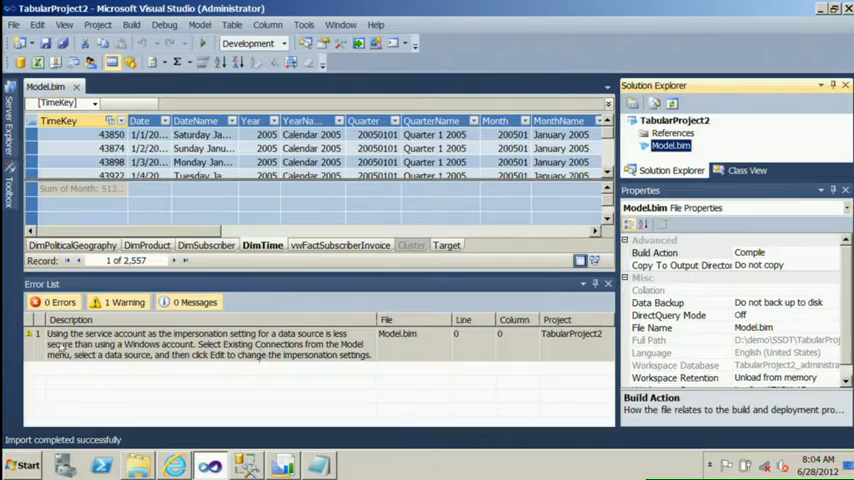 TabularProject2 - Microsoft Visual Studio (Administrator)
File Edit View Project Build Debug Model Table Column Tools Window Help
Development
Model.bim
[TimeKey]
TimeKey Date DateName Year YearNa... Quarter QuarterName Month MonthName
43850 1/1/20... Saturday Ja... 2005 Calendar 2005 20050101 Quarter 1 2005 200501 January 2005
43874 1/2/20... Sunday Janu... 2005 Calendar 2005 20050101 Quarter 1 2005 200501 January 2005
43898 1/3/20... Monday Jan... 2005 Calendar 2005 20050101 Quarter 1 2005 200501 January 2005
43922 1/4/20... Tuesday Ja... 2005 Calendar 2005 20050101 Quarter 1 2005 200501 January 2005
Sum of Month: 513...
DimPoliticalGeography DimProduct DimSubscriber DimTime vwFactSubscriberInvoice Cluster Target
Record: 1 of 2,557
Error List
0 Errors 1 Warning 0 Messages
Description File Line Column Project
1 Using the service account as the impersonation setting for a data source is less Model.bim 0 0 TabularProject2
secure than using a Windows account. Select Existing Connections from the Model
menu, select a data source, and then click Edit to change the impersonation settings.
Import completed successfully
Server Explorer
Toolbox
Solution Explorer
TabularProject2
References
Model.bim
Solution Explorer Class View
Properties
Model.bim File Properties
Advanced
Build Action Compile
Copy To Output Director Do not copy
Misc
Collation
Data Backup Do not back up to disk
DirectQuery Mode Off
File Name Model.bim
Full Path D:\demo\SSDT\TabularProj
Language English (United States)
Workspace Database TabularProject2_administra
Workspace Retention Unload from memory
Build Action
How the file relates to the build and deployment pro...
Start
8:04 AM
6/28/2012